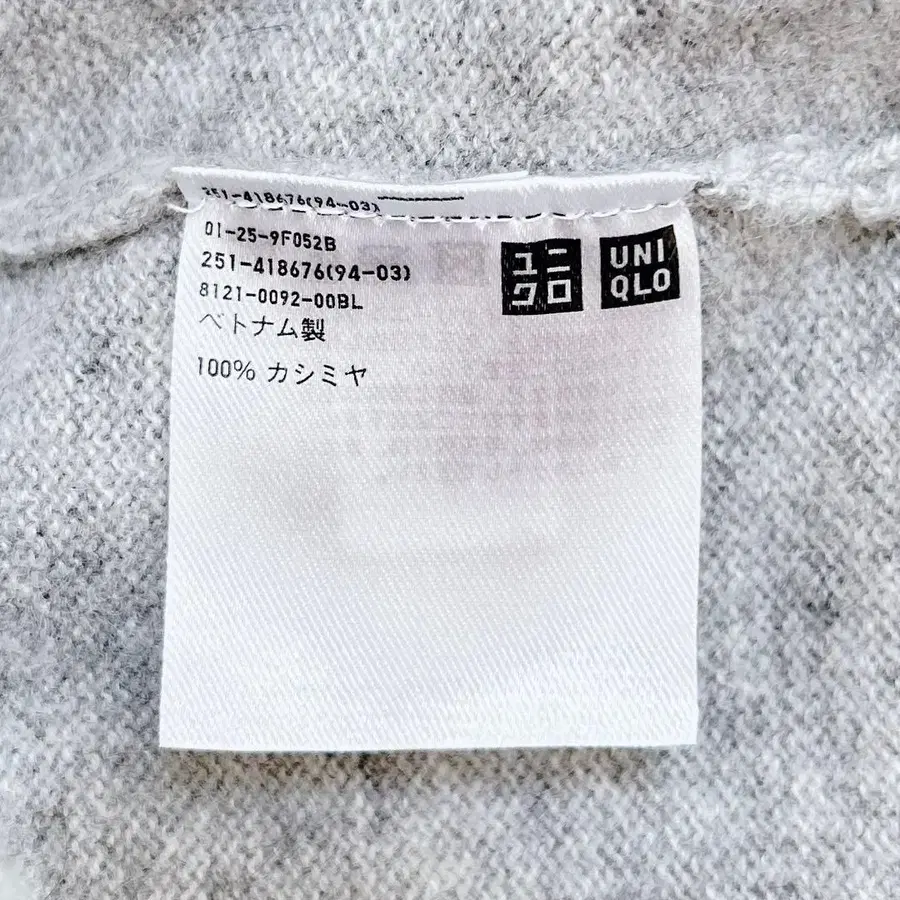 251-418676(94-03)
01-25-9F052B
251-418676(94-03)
8121-0092-00BL
ベトナム製
100% カシミヤ
ユニ
クロ
UNI
QLO